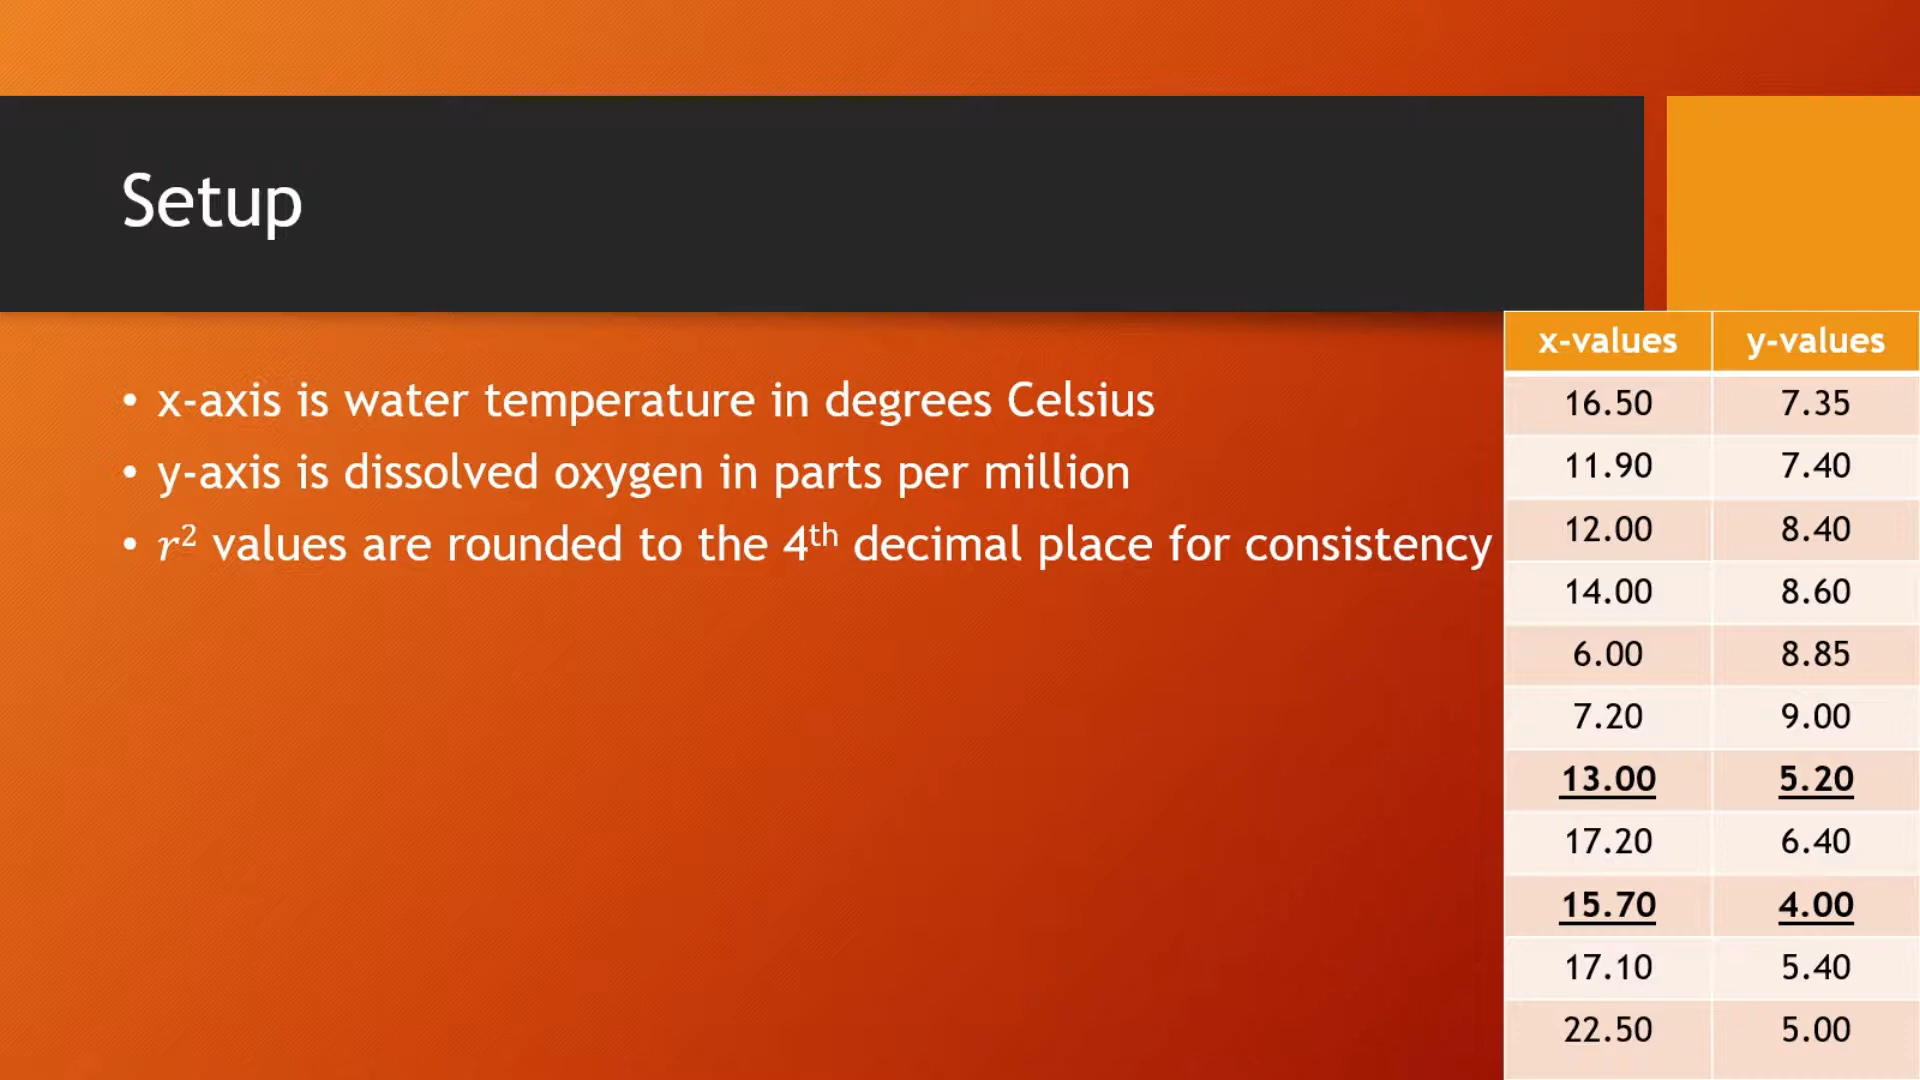 Setup
• x-axis is water temperature in degrees Celsius
• y-axis is dissolved oxygen in parts per million
• r² values are rounded to the 4th decimal place for consistency
x-values y-values
16.50 7.35
11.90 7.40
12.00 8.40
14.00 8.60
6.00 8.85
7.20 9.00
13.00 5.20
17.20 6.40
15.70 4.00
17.10 5.40
22.50 5.00